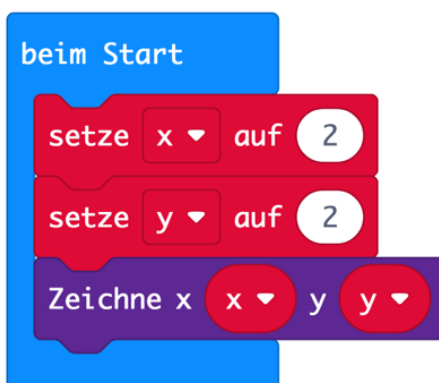 beim Start
setze x auf 2
setze y auf 2
Zeichne x x y y